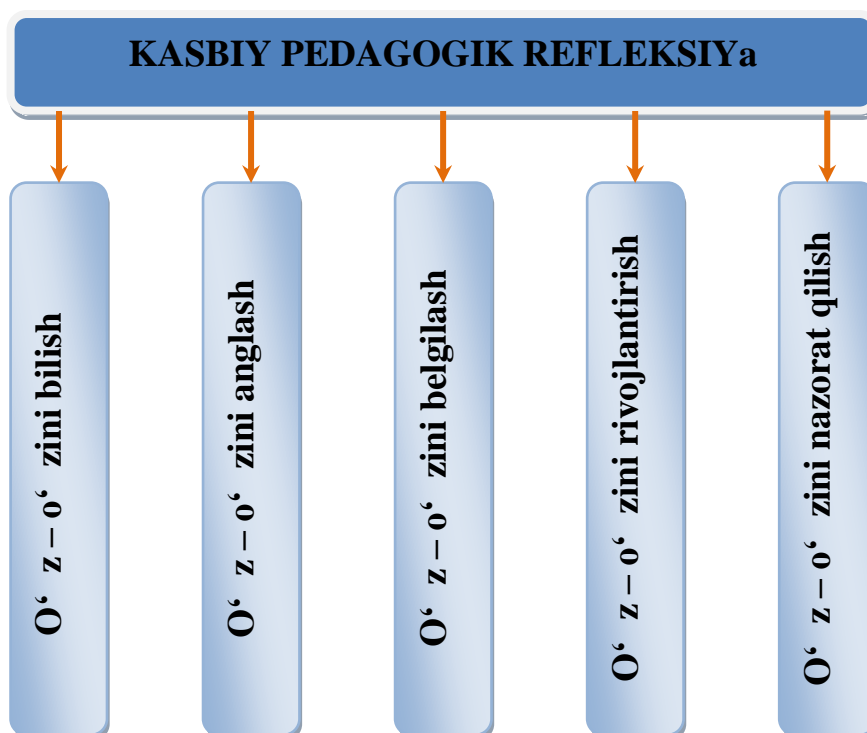 KASBIY PEDAGOGIK REFLEKSIYa
O‘ z – o‘ zini bilish
O‘ z – o‘ zini anglash
O‘ z – o‘ zini belgilash
O‘ z – o‘ zini rivojlantirish
O‘ z – o‘ zini nazorat qilish